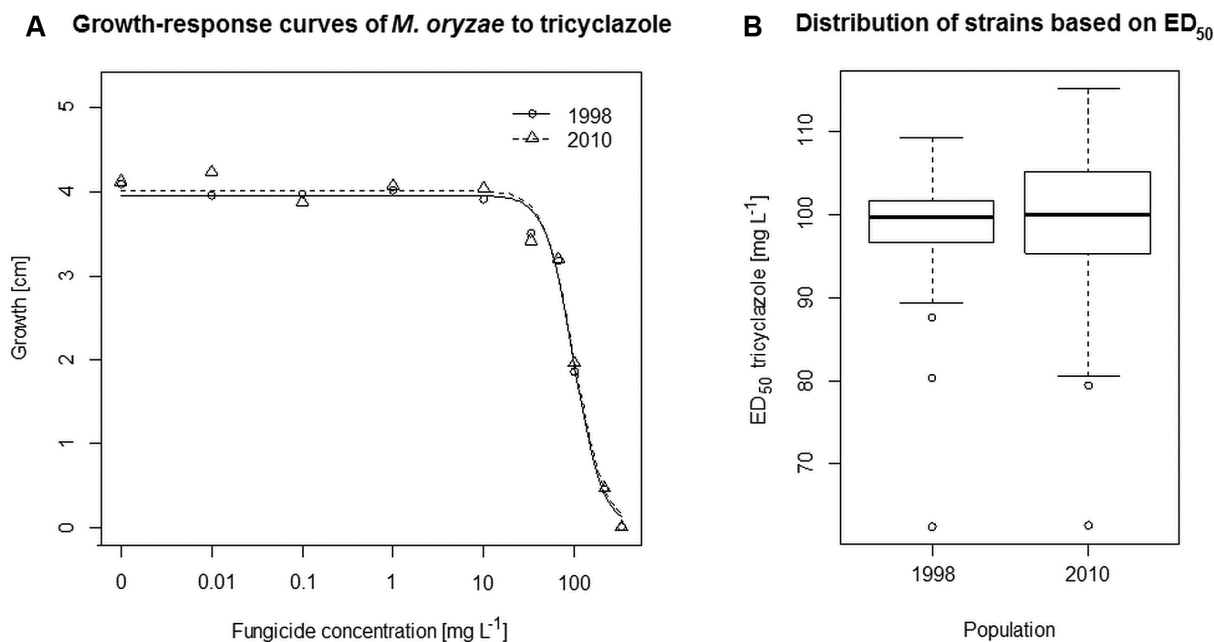 A Growth-response curves of M. oryzae to tricyclazole
1998
2010
Growth [cm]
5
4
3
2
1
0
0 0.01 0.1 1 10 100
Fungicide concentration [mg L-1]
B Distribution of strains based on ED50
ED50 tricyclazole [mg L-1]
110
100
90
80
70
1998 2010
Population